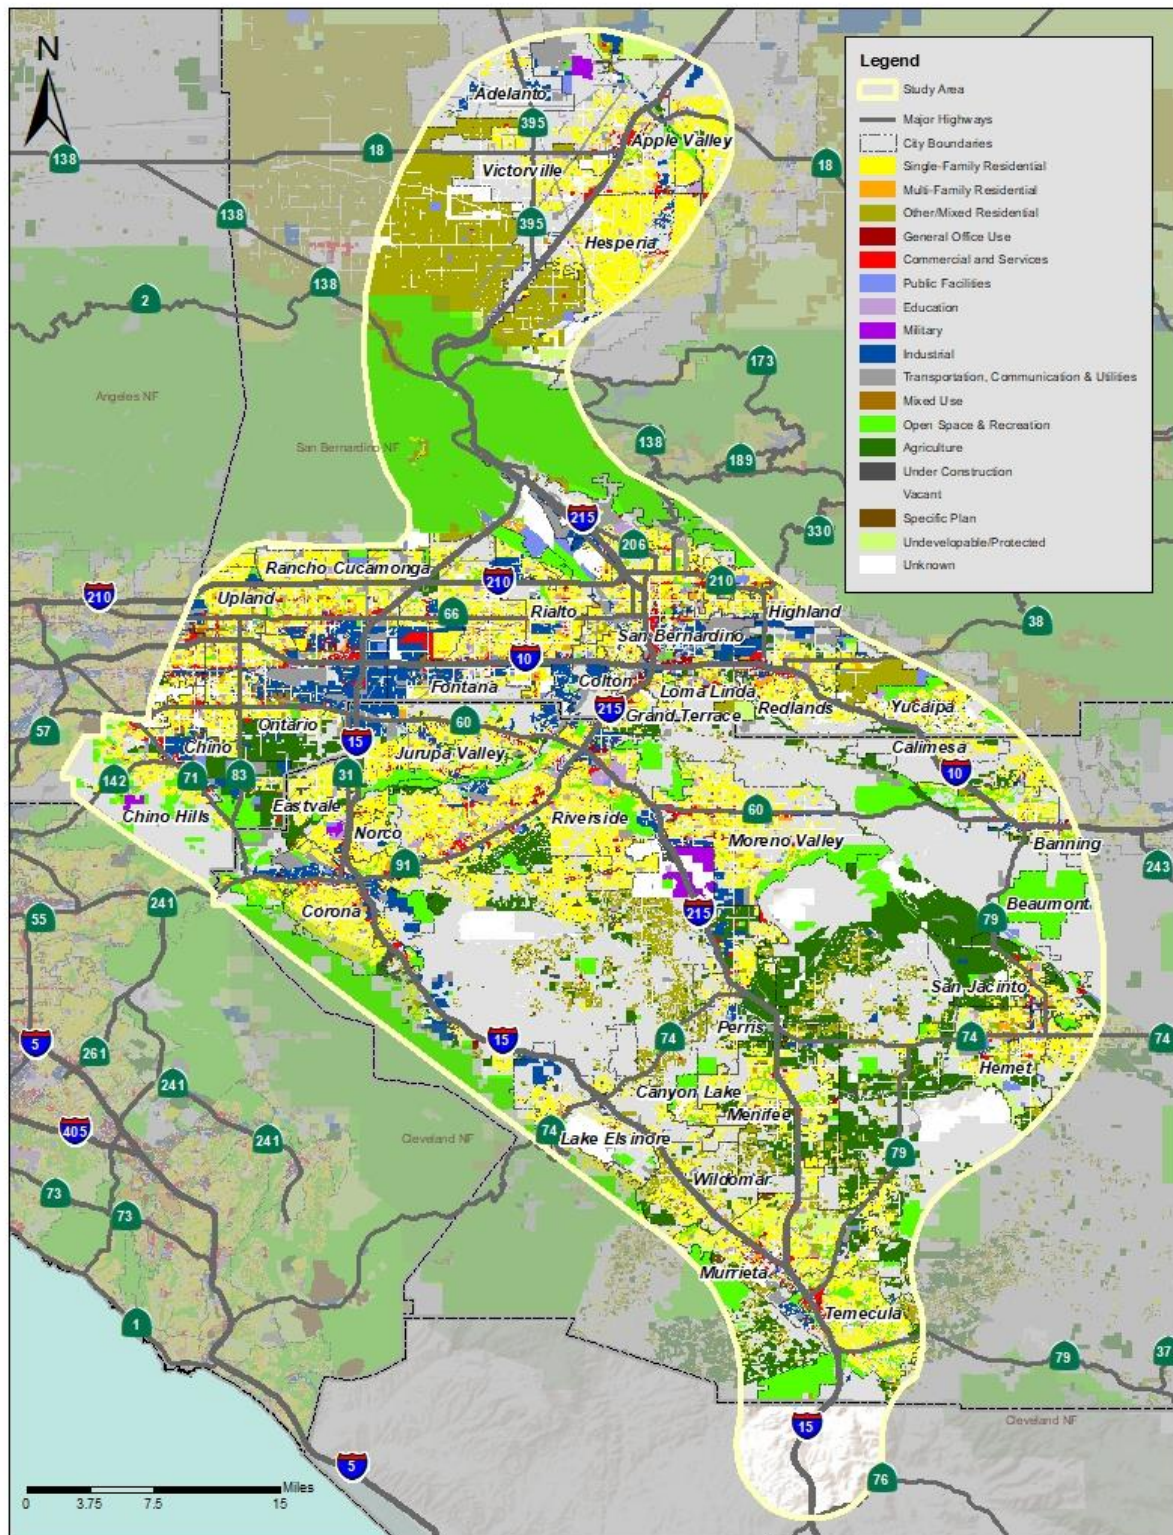 N
Legend
Study Area
Major Highways
City Boundaries
Single-Family Residential
Multi-Family Residential
Other/Mixed Residential
General Office Use
Commercial and Services
Public Facilities
Education
Military
Industrial
Transportation, Communication & Utilities
Mixed Use
Open Space & Recreation
Agriculture
Under Construction
Vacant
Specific Plan
Undevelopable/Protected
Unknown
Adelanto
395
Apple Valley
138
18
18
Victorville
138
395
Hesperia
138
2
173
Angeles NF
San Bernardino NF
138
189
215
330
206
Rancho Cucamonga
210
210
210
Upland
66
Rialto
Highland
38
San Bernardino
10
Colton
Fontana
Loma Linda
215
Redlands
Yucaipa
Grand Terrace
57
Ontario
60
15
Chino
Jurupa Valley
Calimesa
10
142
71
83
31
Eastvale
Chino Hills
Riverside
60
Norco
Moreno Valley
Banning
91
243
241
55
Corona
215
Beaumont
79
San Jacinto
5
15
Perris
74
74
74
261
Hemet
241
Canyon Lake
Menifee
405
241
Cleveland NF
74
Lake Elsinore
79
73
Wildomar
73
Murrieta
1
Temecula
79
37
15
Cleveland NF
5
76
Miles
0 3.75 7.5 15